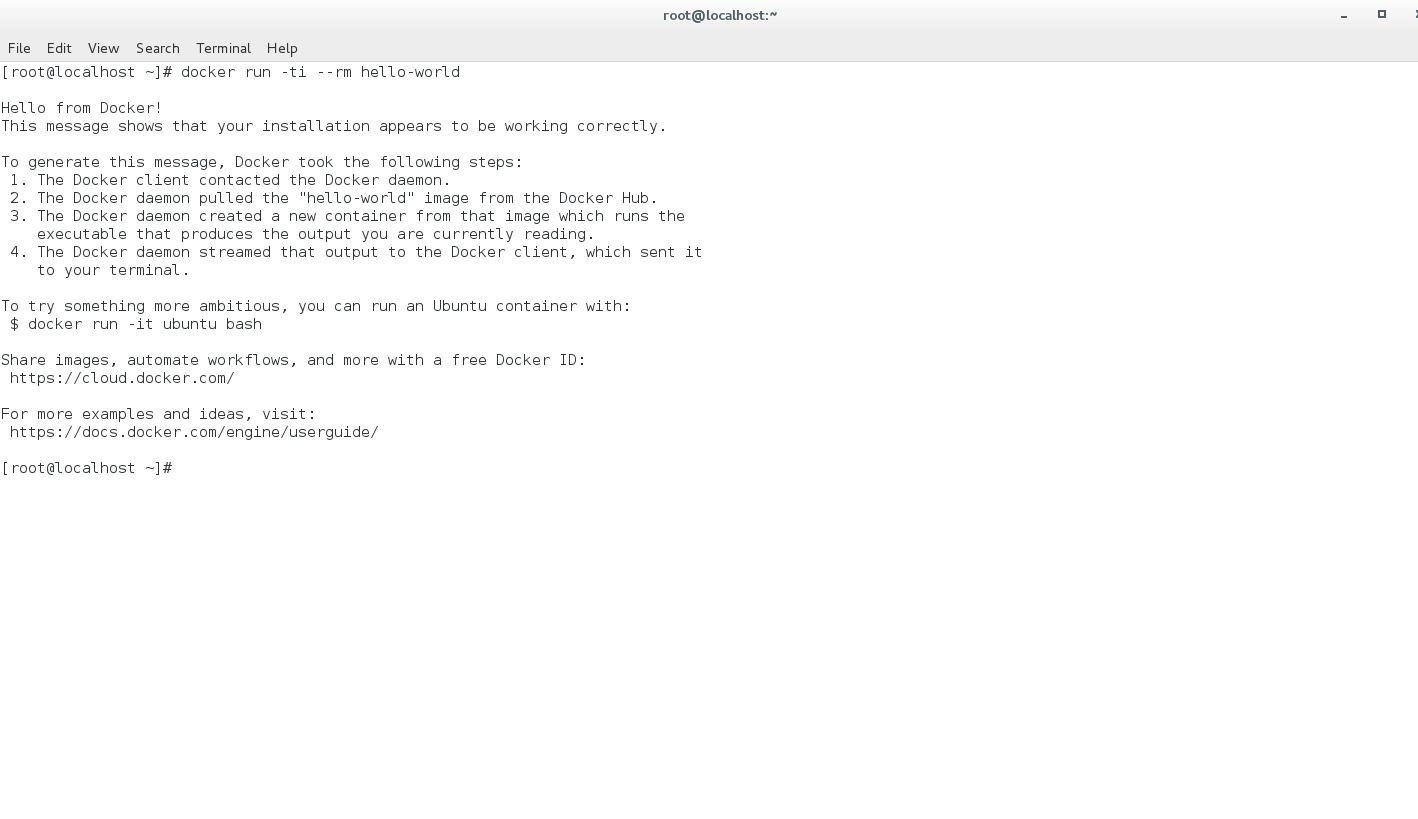 root@localhost:~
File Edit View Search Terminal Help
[root@localhost ~]# docker run -ti --rm hello-world
Hello from Docker!
This message shows that your installation appears to be working correctly.
To generate this message, Docker took the following steps:
1. The Docker client contacted the Docker daemon.
2. The Docker daemon pulled the "hello-world" image from the Docker Hub.
3. The Docker daemon created a new container from that image which runs the
executable that produces the output you are currently reading.
4. The Docker daemon streamed that output to the Docker client, which sent it
to your terminal.
To try something more ambitious, you can run an Ubuntu container with:
$ docker run -it ubuntu bash
Share images, automate workflows, and more with a free Docker ID:
https://cloud.docker.com/
For more examples and ideas, visit:
https://docs.docker.com/engine/userguide/
[root@localhost ~]#